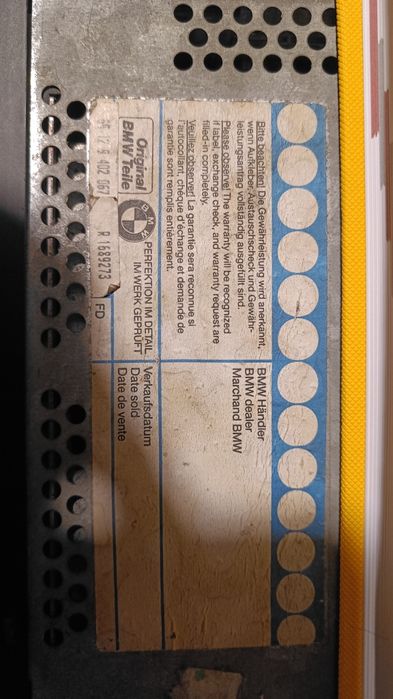 Bitte beachten! Die Gewährleistung wird anerkannt,
wenn Aufkleber, Austauschscheck und Gewähr-
leistungsantrag vollständig ausgefüllt sind.
Please observe! The warranty will be recognized
if label, exchange check, and warranty request are
filled-in completely.
Veuillez observer! La garantie sera reconnue si
l'autocollant, chèque d'échange et demande de
garantie sont remplis entièrement.
BMW Händler
BMW dealer
Marchand BMW
Original
BMW Teile
BMW
PERFEKTION IM DETAIL.
IM WERK GEPRÜFT
Verkaufsdatum
Date sold
Date de vente
R 1689273
FD